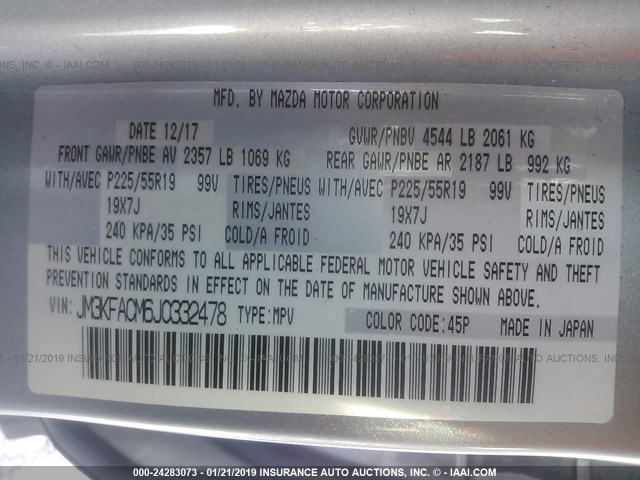 MFD. BY MAZDA MOTOR CORPORATION
DATE 12/17 GVWR/PNBV 4544 LB 2061 KG
FRONT GAWR/PNBE AV 2357 LB 1069 KG REAR GAWR/PNBE AR 2187 LB 992 KG
WITH/AVEC P225/55R19 99V TIRES/PNEUS WITH/AVEC P225/55R19 99V TIRES/PNEUS
19X7J RIMS/JANTES 19X7J RIMS/JANTES
240 KPA/35 PSI COLD/A FROID 240 KPA/35 PSI COLD/A FROID
THIS VEHICLE CONFORMS TO ALL APPLICABLE FEDERAL MOTOR VEHICLE SAFETY AND THEFT
PREVENTION STANDARDS IN EFFECT ON THE DATE OF MANUFACTURE SHOWN ABOVE.
VIN: JM3KFACM6J0332478 TYPE: MPV COLOR CODE: 45P MADE IN JAPAN
000-24283073 - 01/21/2019 INSURANCE AUTO AUCTIONS, INC. - © IAAI.COM